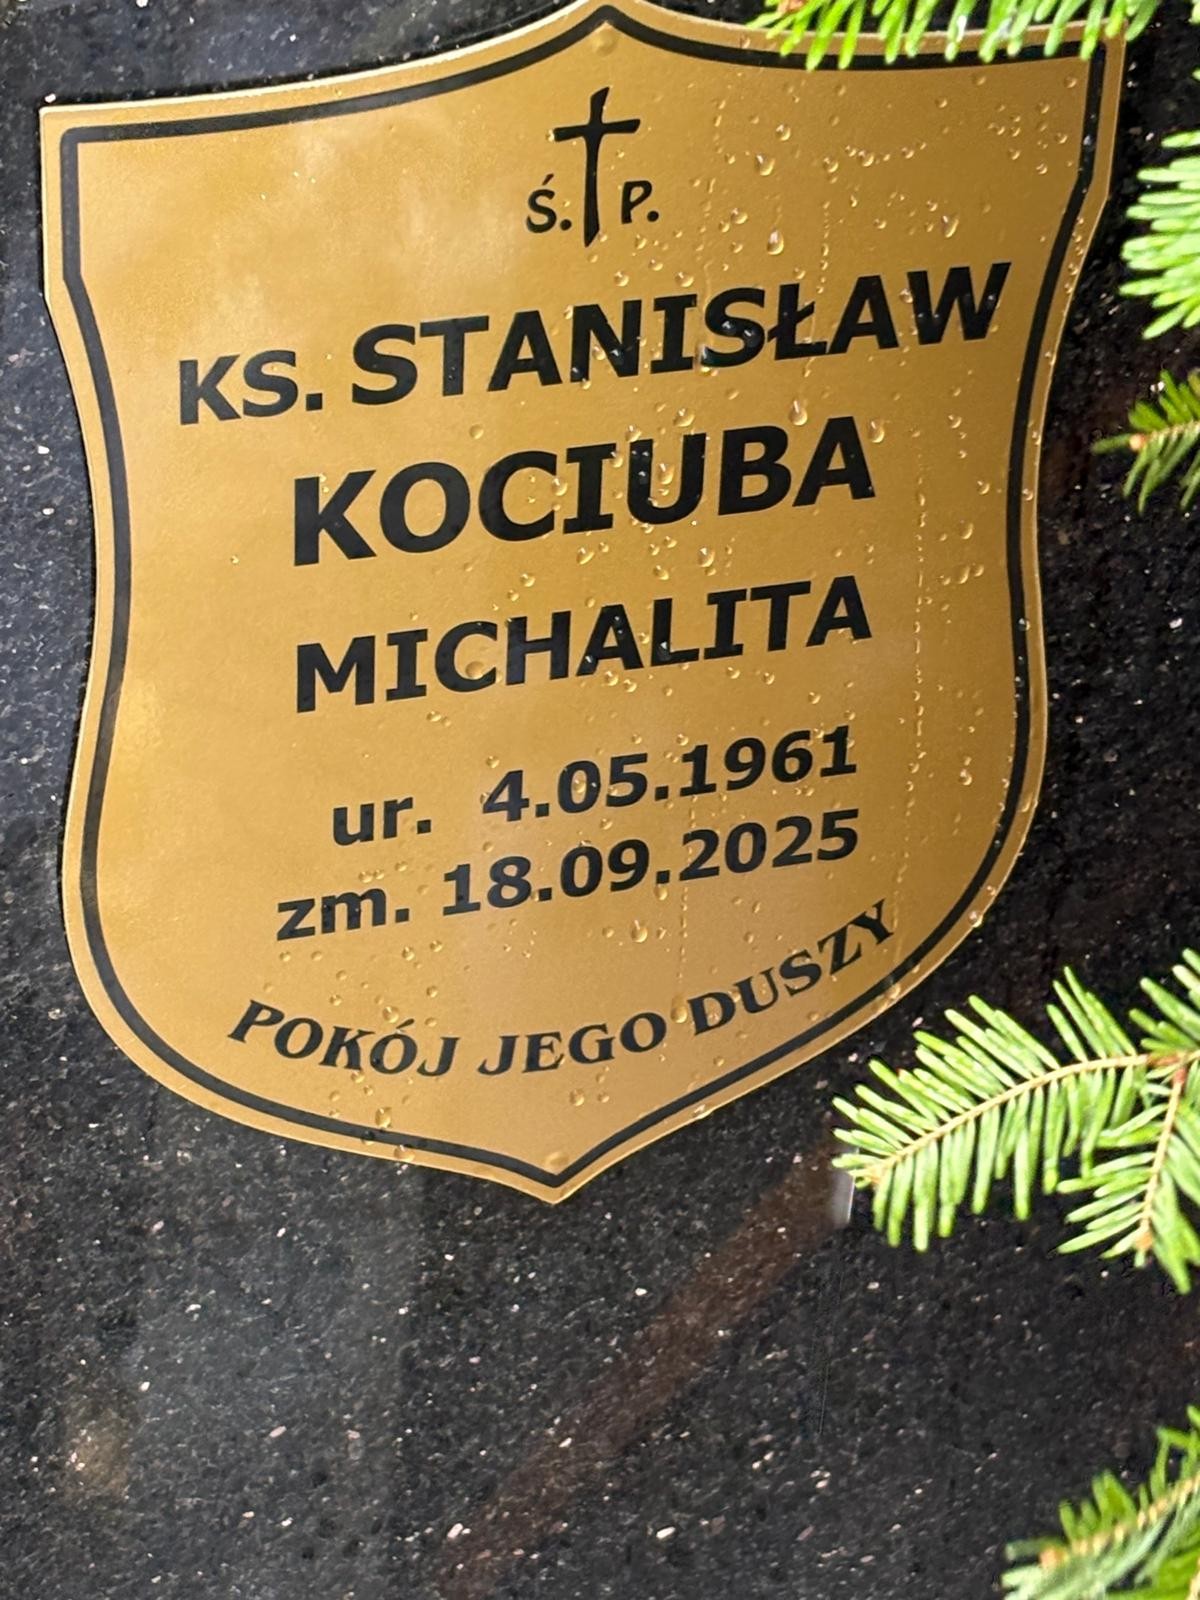 Ś. P.
KS. STANISŁAW
KOCIUBA
MICHALITA
ur. 4.05.1961
zm. 18.09.2025
POKÓJ JEGO DUSZY